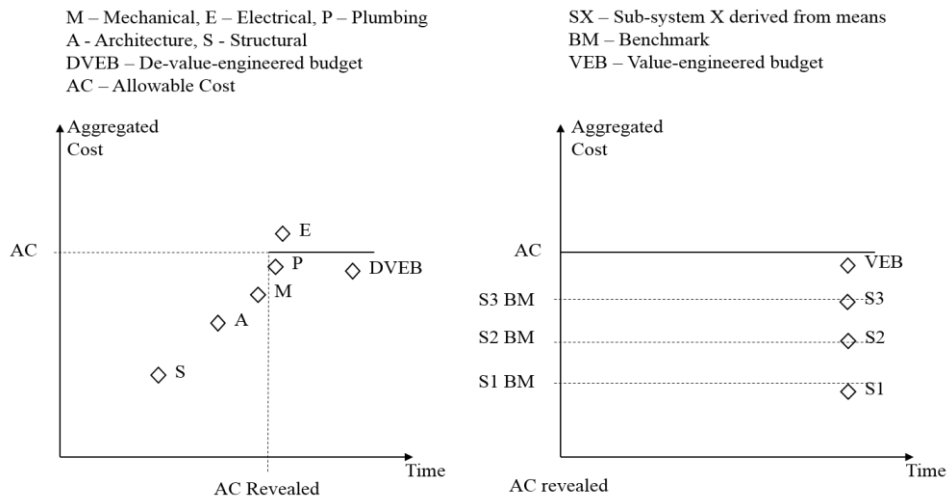 M – Mechanical, E – Electrical, P – Plumbing
A - Architecture, S - Structural
DVEB – De-value-engineered budget
AC – Allowable Cost
SX – Sub-system X derived from means
BM – Benchmark
VEB – Value-engineered budget
Aggregated
Cost
E
AC
P
DVEB
M
A
S
Time
AC Revealed
Aggregated
Cost
AC
VEB
S3 BM
S3
S2 BM
S2
S1 BM
S1
Time
AC revealed